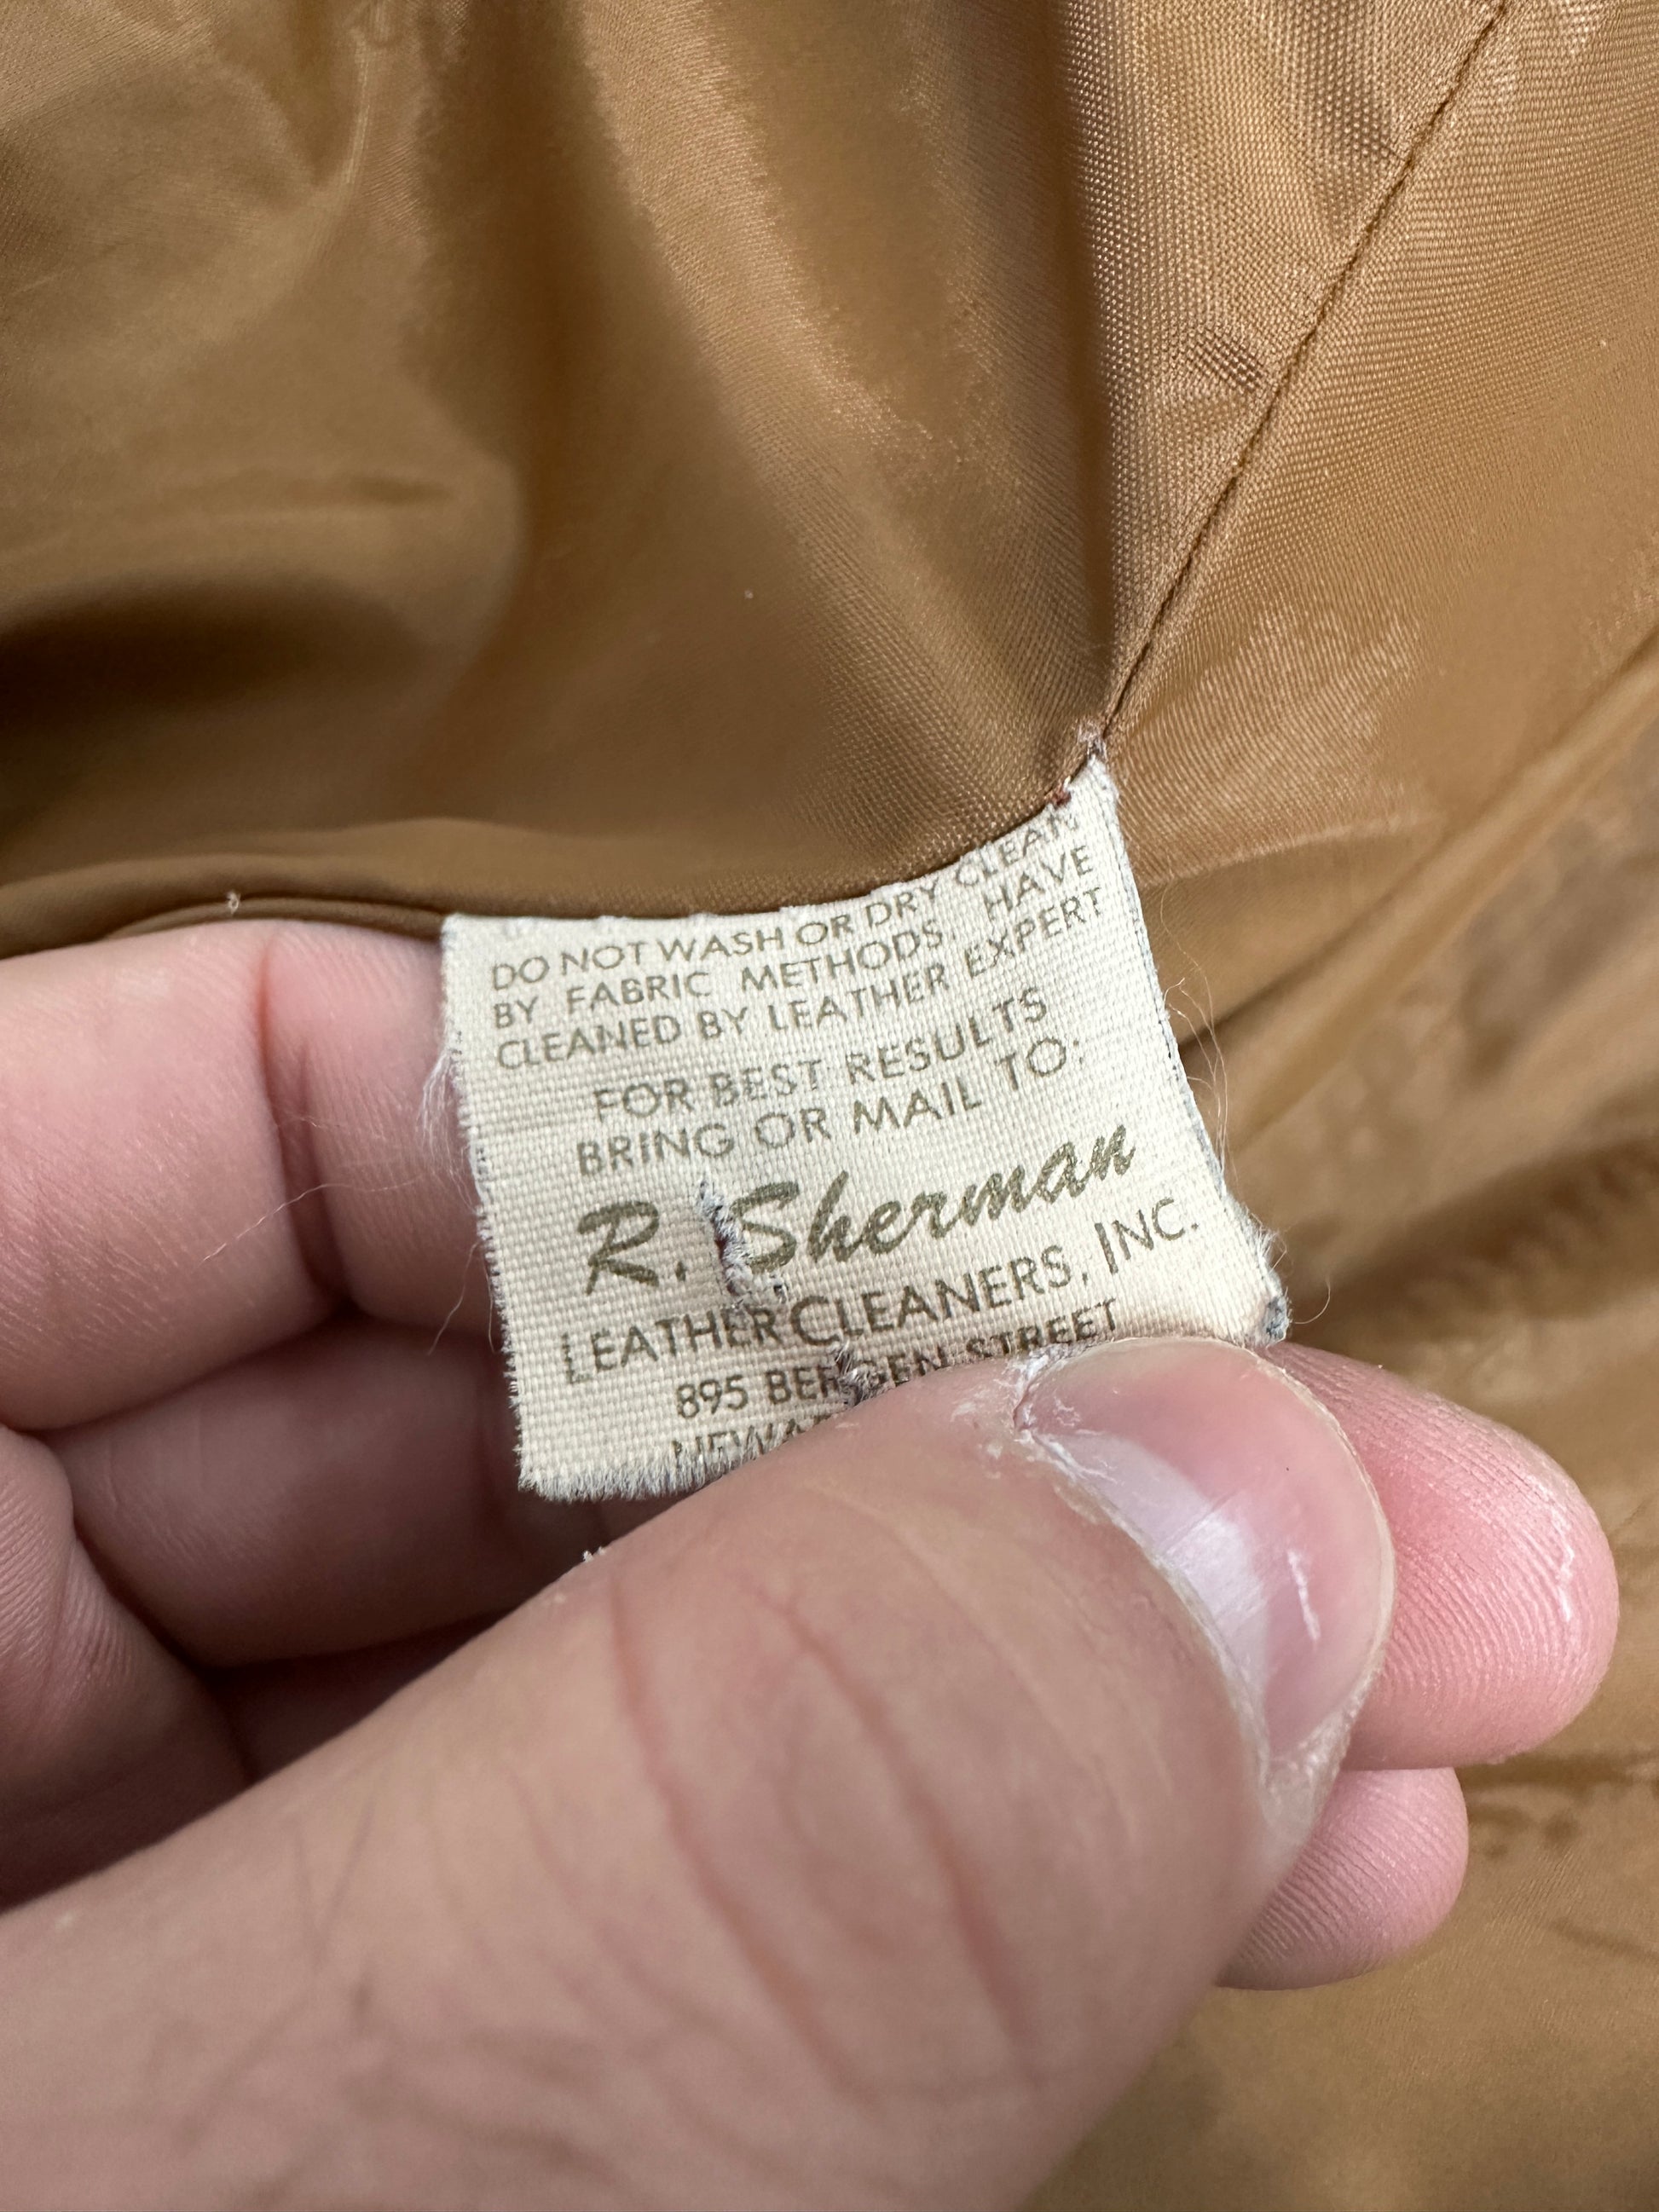 DO NOT WASH OR DRY CLEAN
BY FABRIC METHODS HAVE
CLEANED BY LEATHER EXPERT
FOR BEST RESULTS
BRING OR MAIL TO:
R. Sherman
LEATHER CLEANERS, INC.
895 BERGEN STREET